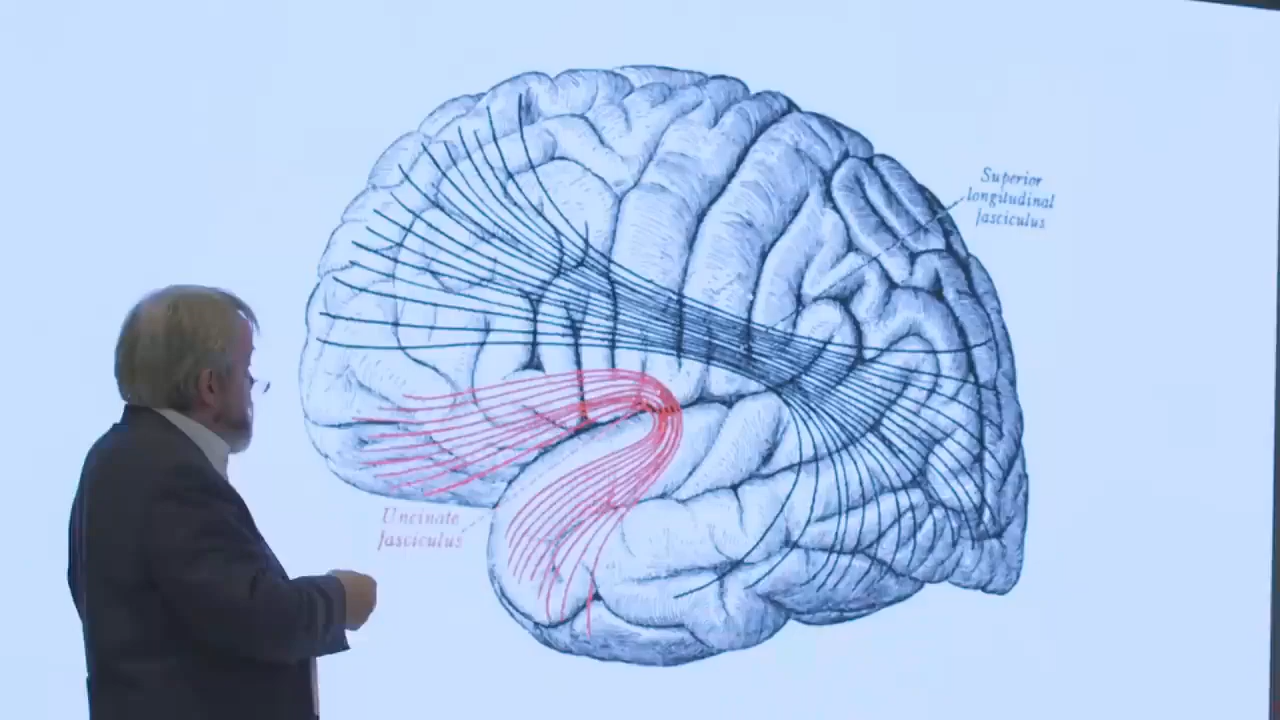 Superior
longitudinal
fasciculus
Uncinate
fasciculus